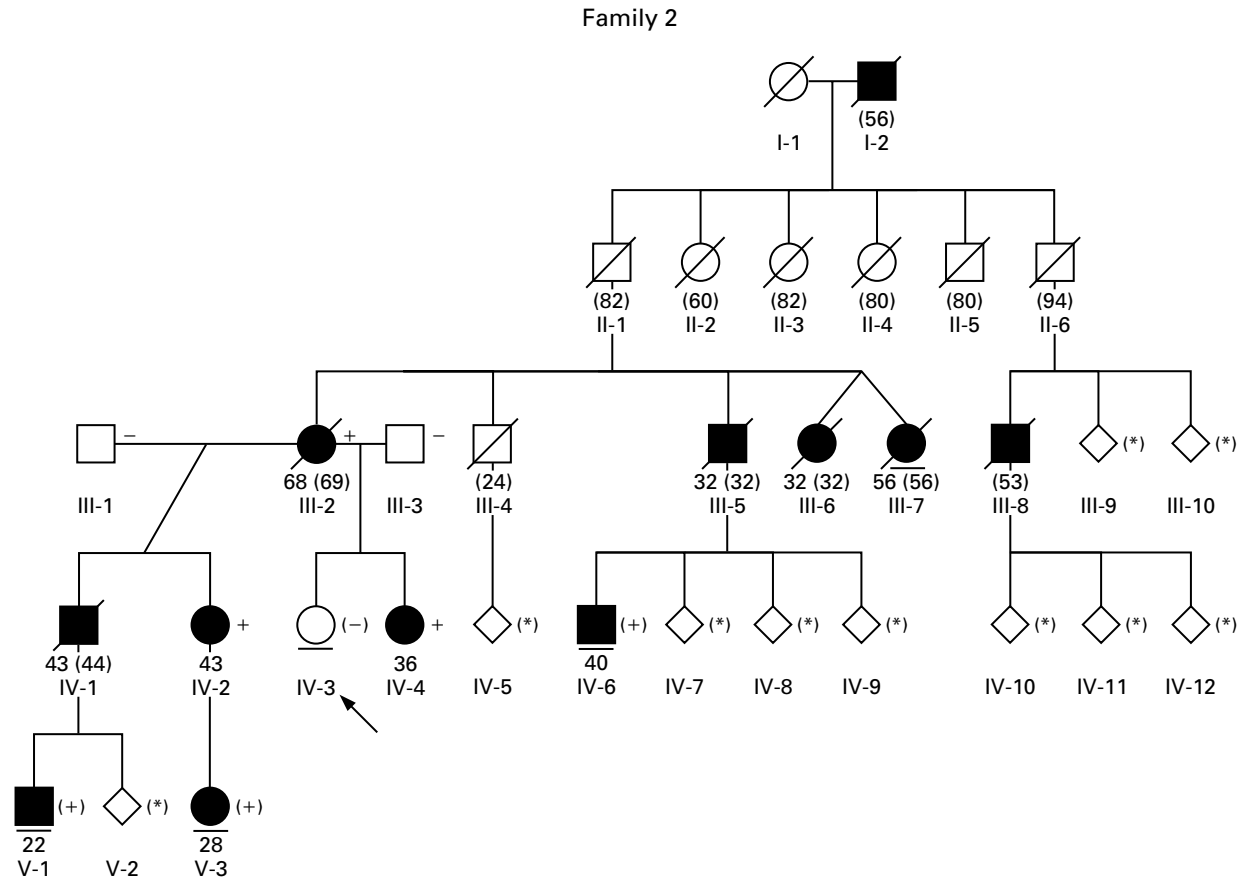 Family 2
(56)
I-1 I-2
(82) (60) (82) (80) (80) (94)
II-1 II-2 II-3 II-4 II-5 II-6
− + − (*) (*)
68 (69) (24) 32 (32) 32 (32) 56 (56) (53)
III-1 III-2 III-3 III-4 III-5 III-6 III-7 III-8 III-9 III-10
+ (−) + (*) (+) (*) (*) (*) (*) (*) (*)
43 (44) 43 36 40
IV-1 IV-2 IV-3 IV-4 IV-5 IV-6 IV-7 IV-8 IV-9 IV-10 IV-11 IV-12
(+) (*) (+)
22 28
V-1 V-2 V-3